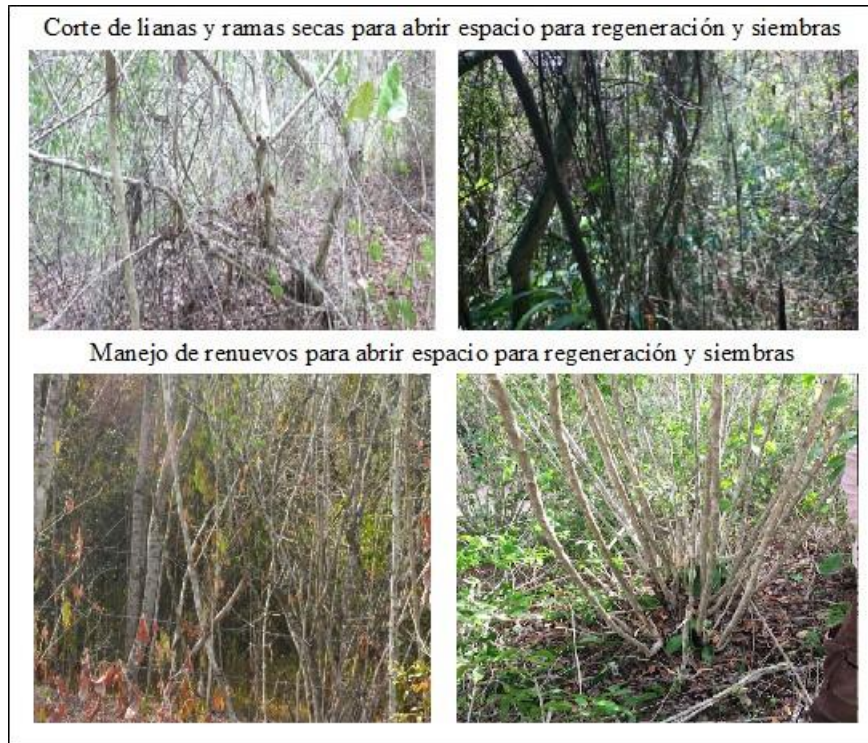 Corte de lianas y ramas secas para abrir espacio para regeneración y siembras
Manejo de renuevos para abrir espacio para regeneración y siembras